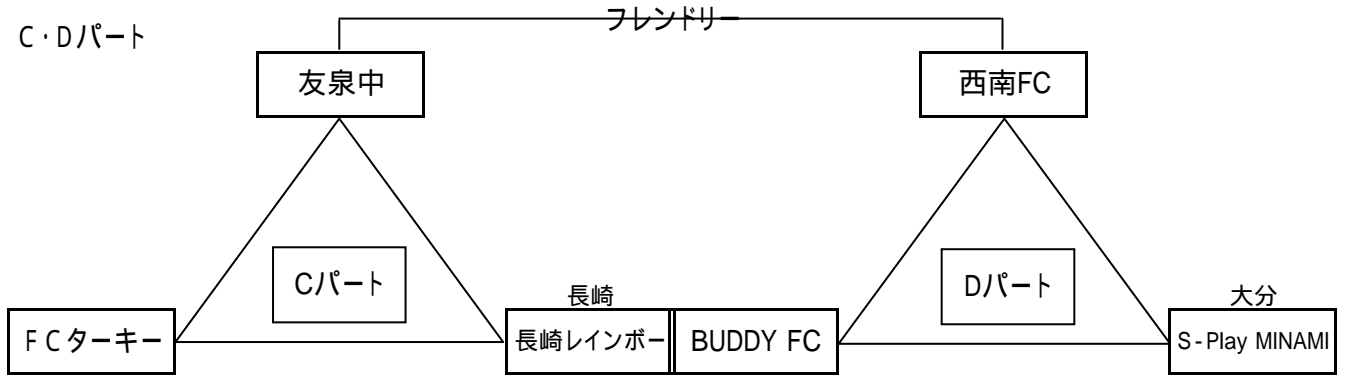 フレンドリー
C・Dパート
友泉中
西南FC
Cパート
Dパート
長崎
大分
FCターキー
長崎レインボー
BUDDY FC
S-Play MINAMI